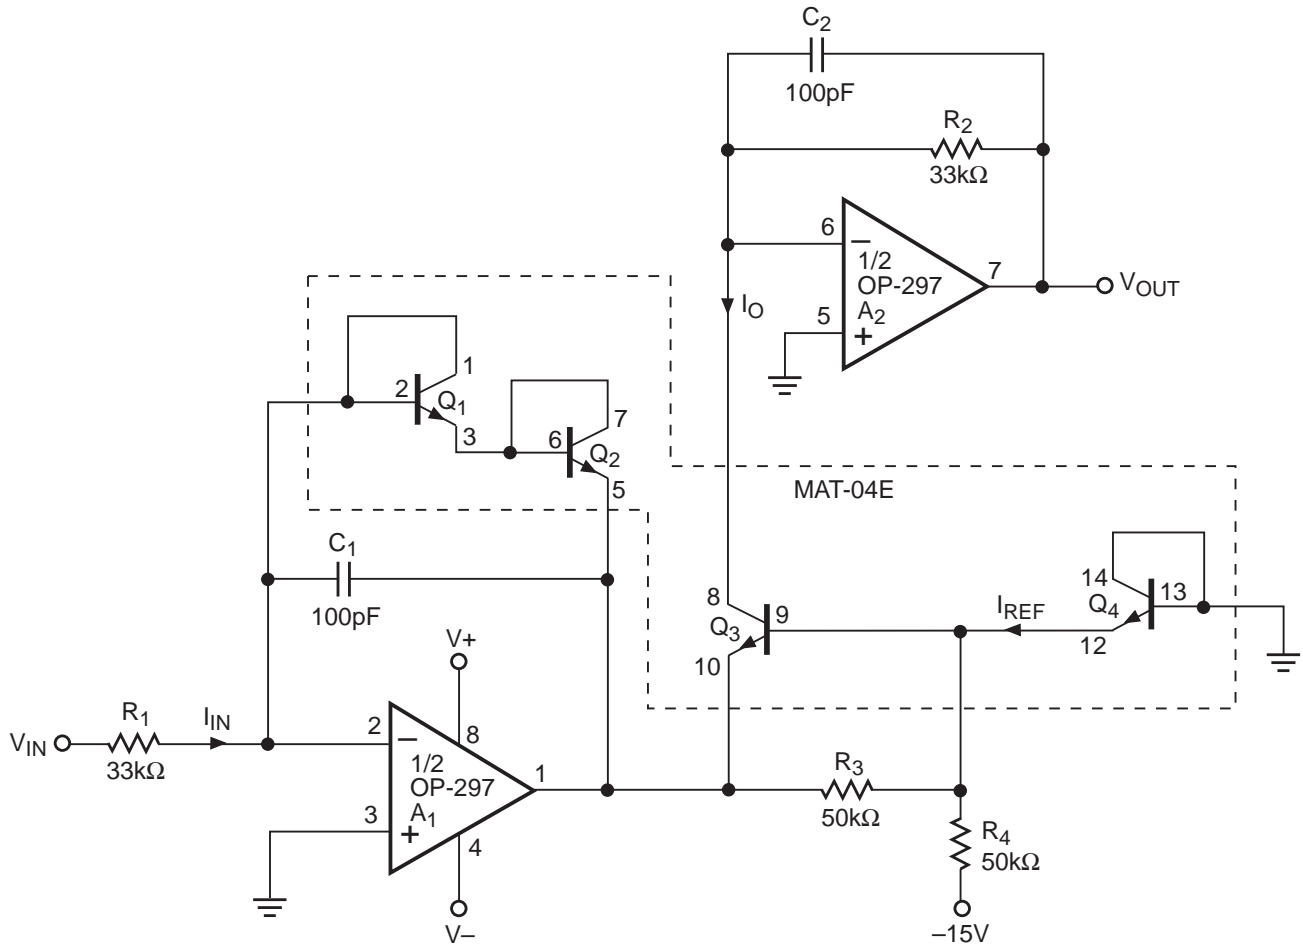 C2
100pF
R2
33kΩ
6
–
1/2
OP-297
A2
7
VOUT
5
+
IO
1
2
Q1
3
7
6
Q2
5
MAT-04E
C1
100pF
8
9
Q3
10
IREF
14
13
Q4
12
V+
R1
IIN
VIN
33kΩ
2
–
8
1/2
OP-297
A1
1
3
+
4
V–
R3
50kΩ
R4
50kΩ
–15V